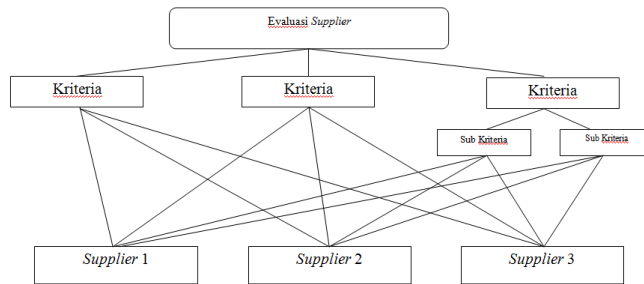 Evaluasi Supplier
Kriteria
Kriteria
Kriteria
Sub Kriteria
Sub Kriteria
Supplier 1
Supplier 2
Supplier 3